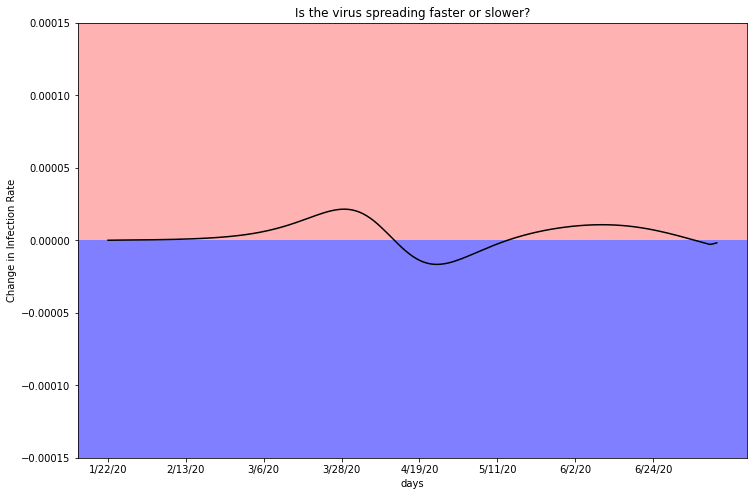 Is the virus spreading faster or slower?
0.00015
0.00010
0.00005
0.00000
−0.00005
−0.00010
−0.00015
Change in Infection Rate
1/22/20 2/13/20 3/6/20 3/28/20 4/19/20 5/11/20 6/2/20 6/24/20
days